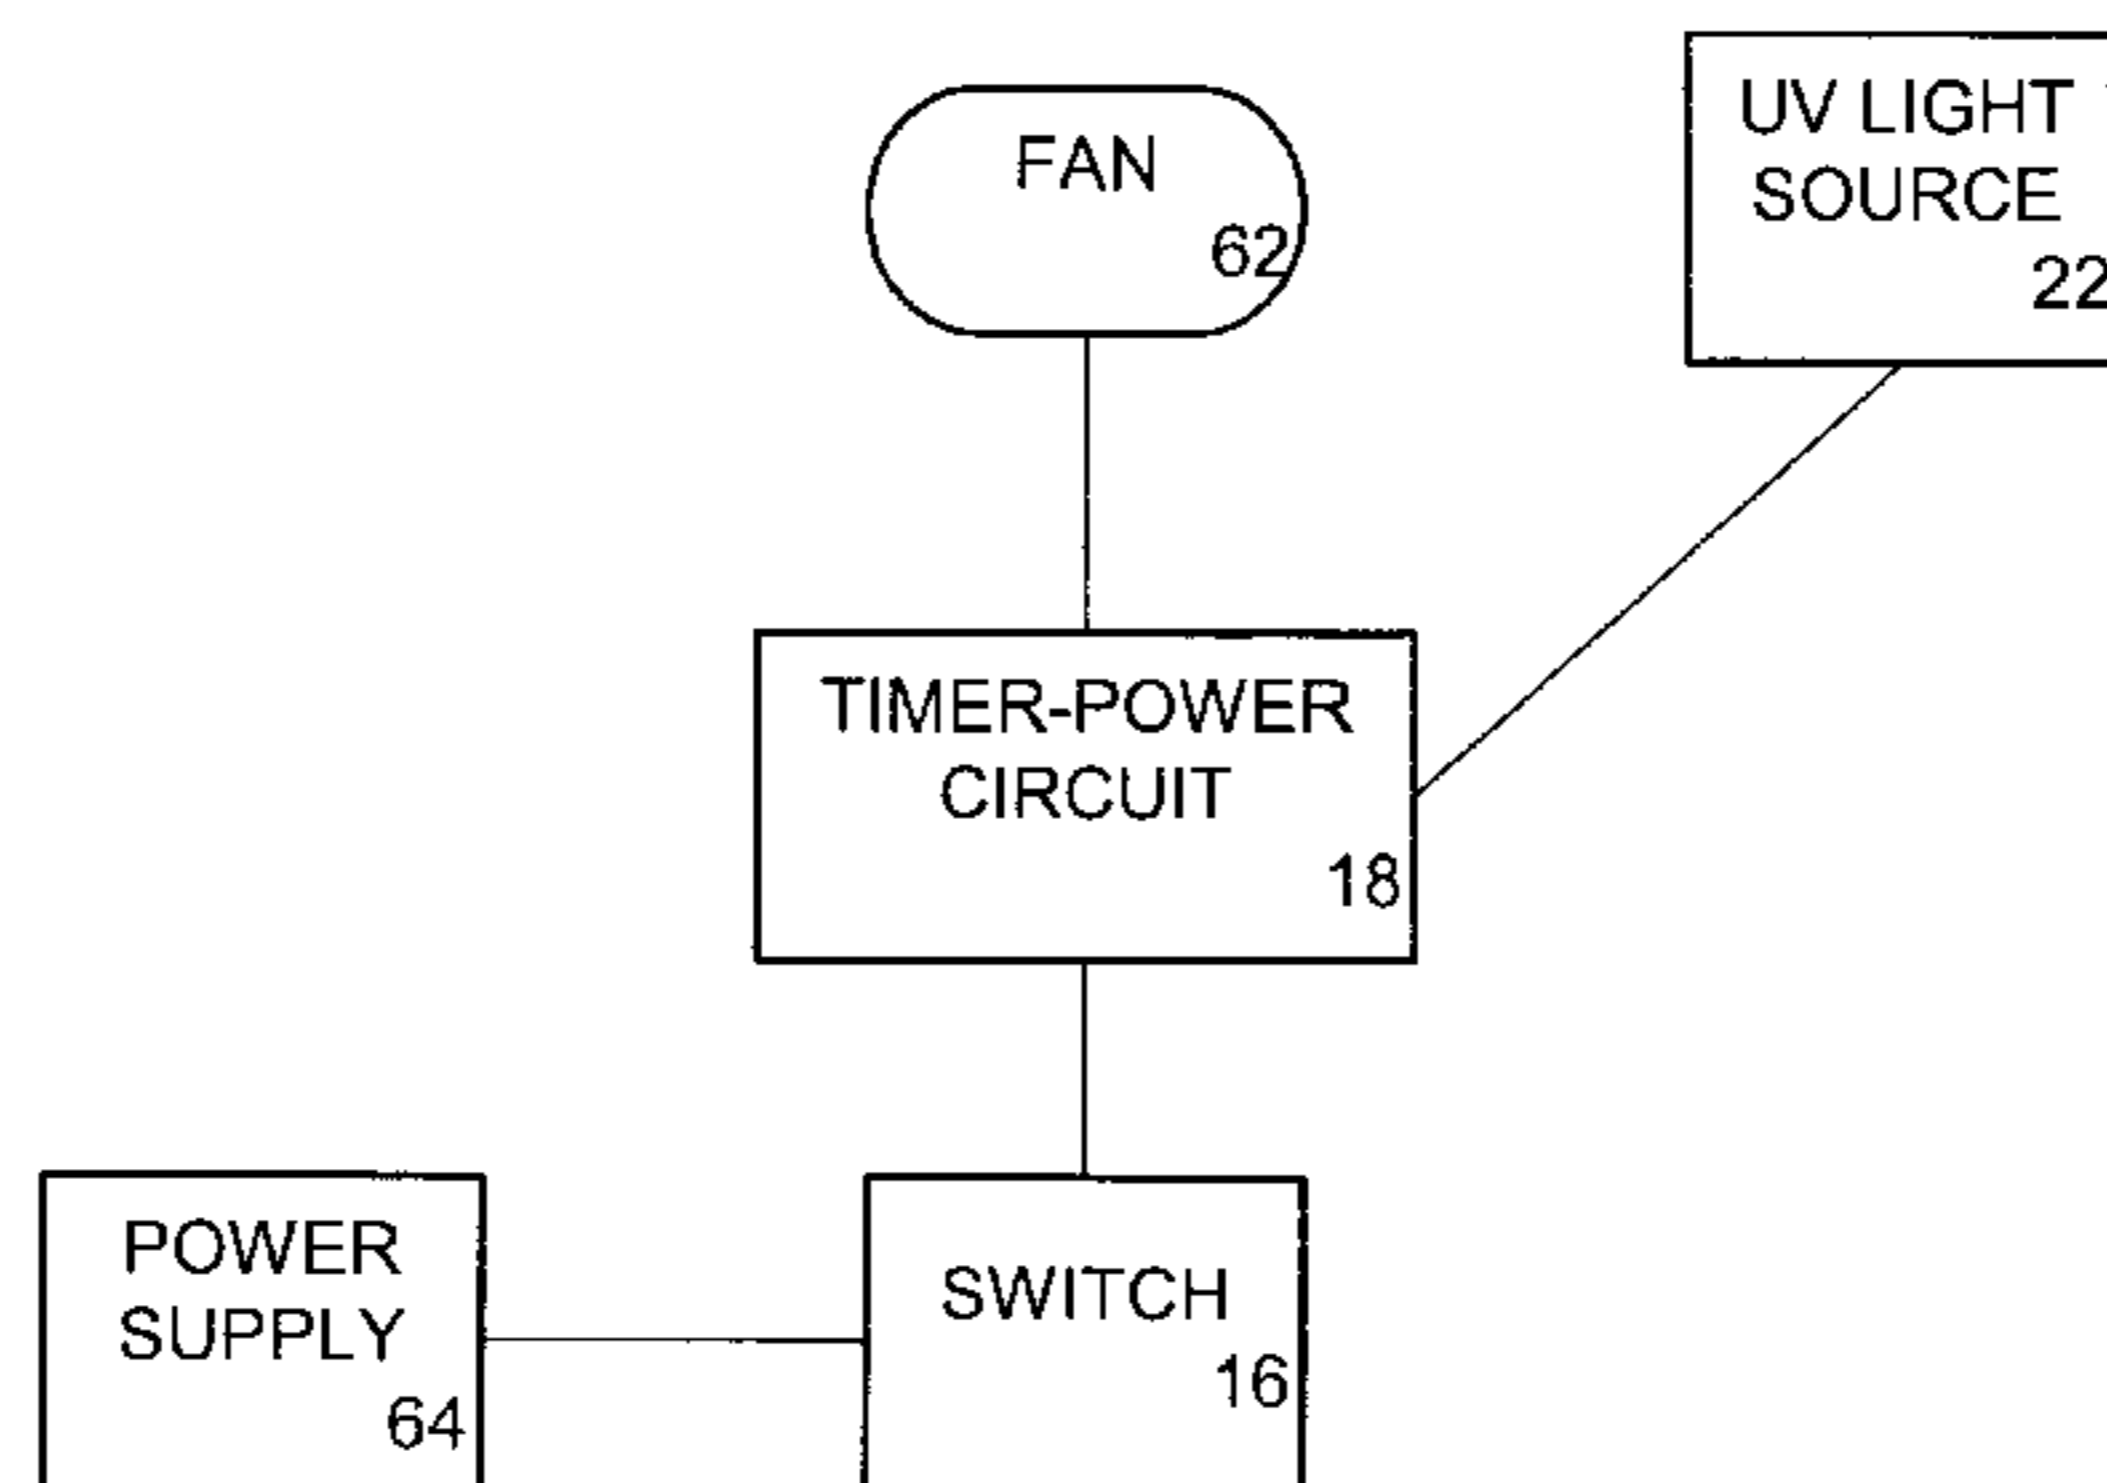 FAN
62
UV LIGHT
SOURCE
22
TIMER-POWER
CIRCUIT
18
POWER
SUPPLY
64
SWITCH
16